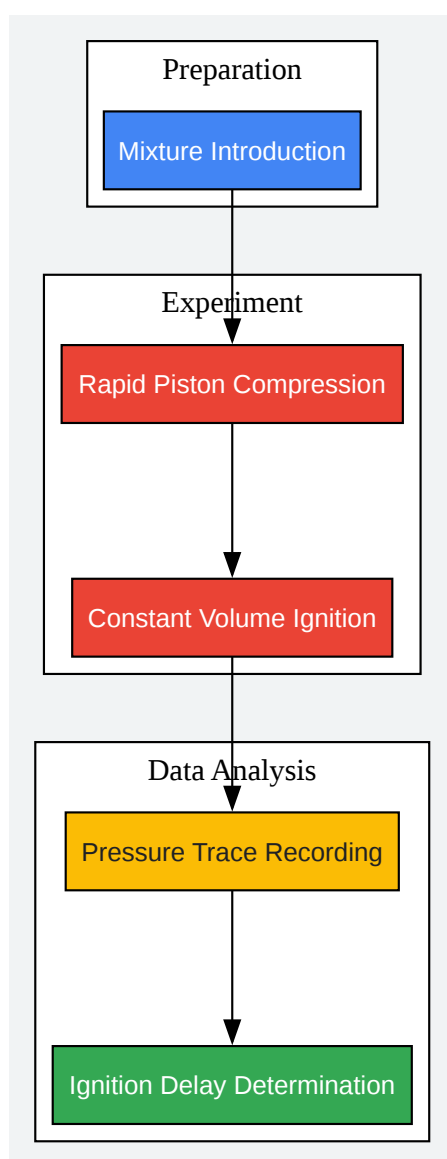 Preparation
Mixture Introduction
Experiment
Rapid Piston Compression
Constant Volume Ignition
Data Analysis
Pressure Trace Recording
Ignition Delay Determination